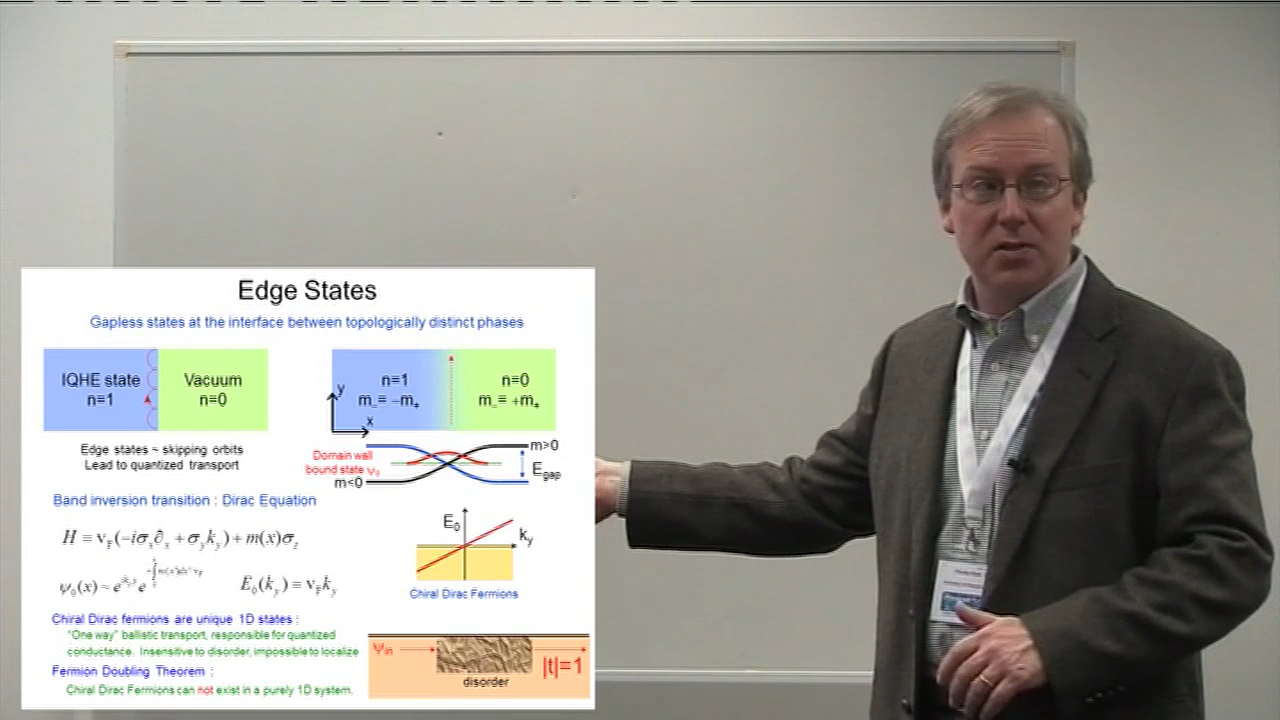 Edge States
Gapless states at the interface between topologically distinct phases
IQHE state
n=1
Vacuum
n=0
n=1
m₋= −m₊
n=0
m₋= +m₊
y
x
Edge states ~ skipping orbits
Lead to quantized transport
Domain wall
bound state ψ₀
m>0
m<0
E_gap
Band inversion transition : Dirac Equation
H = v_F(−iσ_x∂_x + σ_y k_y) + m(x)σ_z
ψ₀(x) ~
E₀(k_y) = v_F k_y
E₀
k_y
Chiral Dirac Fermions
Chiral Dirac fermions are unique 1D states :
"One way" ballistic transport, responsible for quantized
conductance. Insensitive to disorder, impossible to localize
Fermion Doubling Theorem :
Chiral Dirac Fermions can not exist in a purely 1D system.
ψ_in
|t|=1
disorder